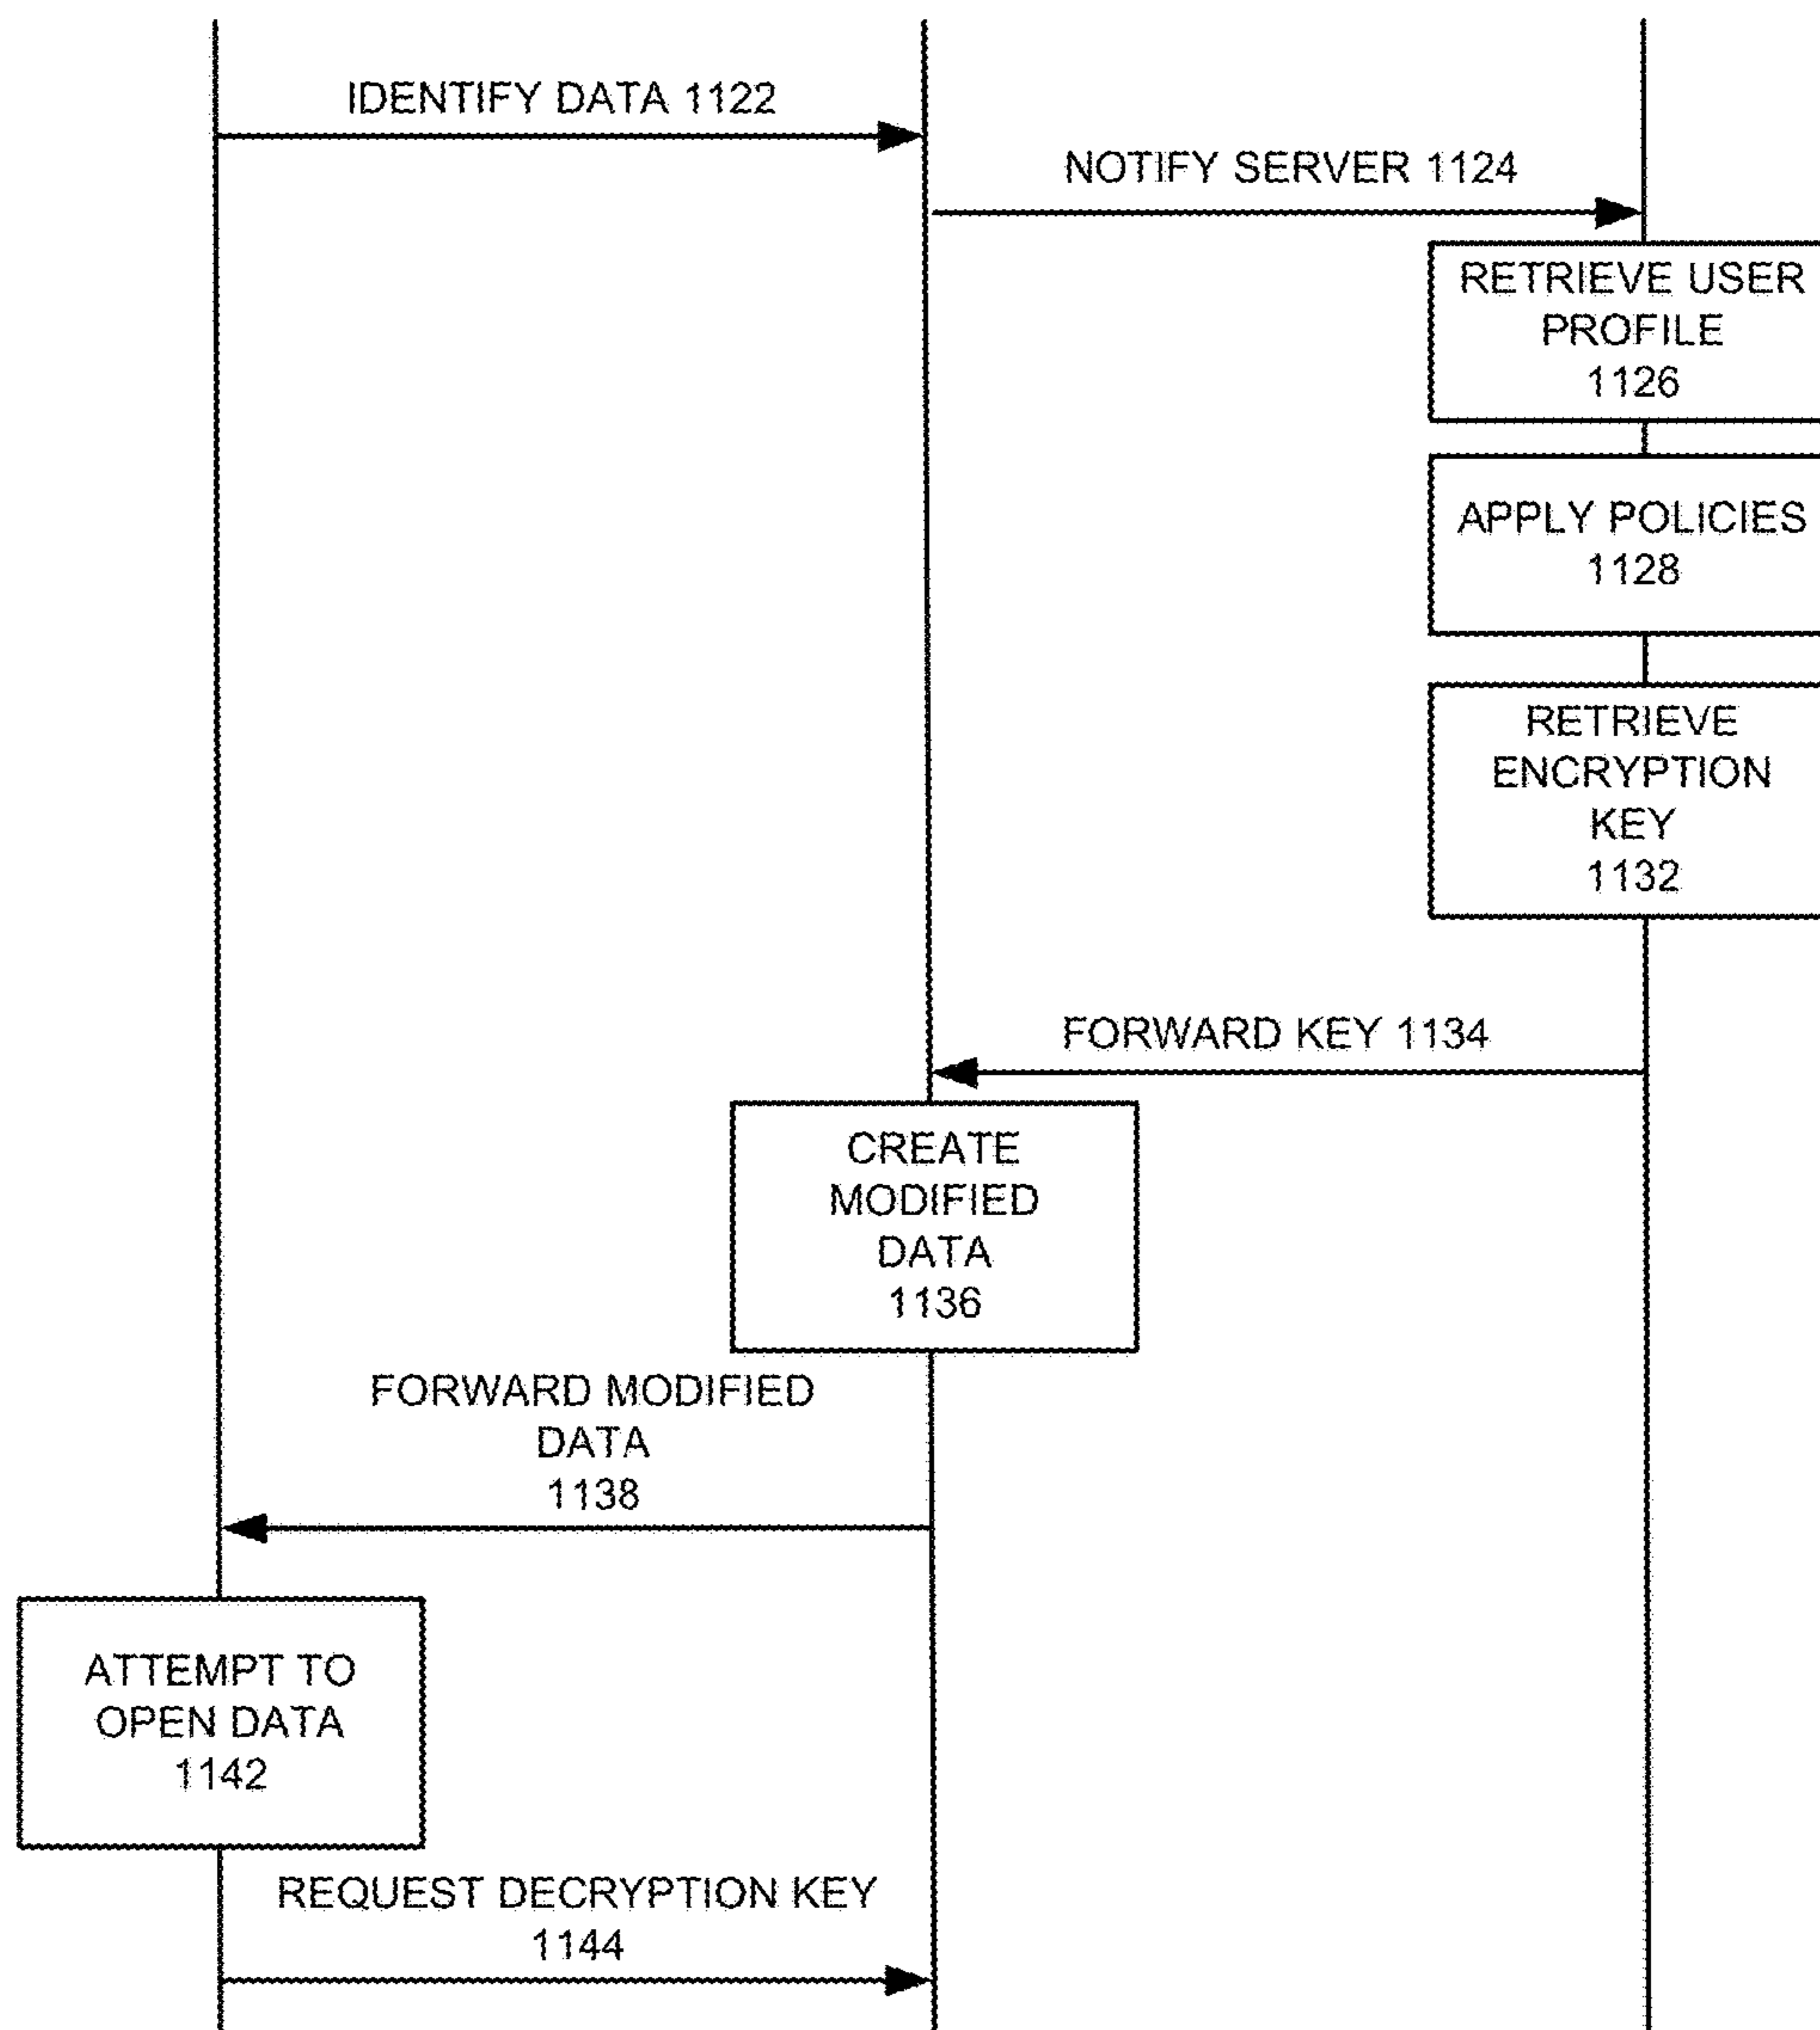 IDENTIFY DATA 1122
NOTIFY SERVER 1124
RETRIEVE USER
PROFILE
1126
APPLY POLICIES
1128
RETRIEVE
ENCRYPTION
KEY
1132
FORWARD KEY 1134
CREATE
MODIFIED
DATA
1136
FORWARD MODIFIED
DATA
1138
ATTEMPT TO
OPEN DATA
1142
REQUEST DECRYPTION KEY
1144